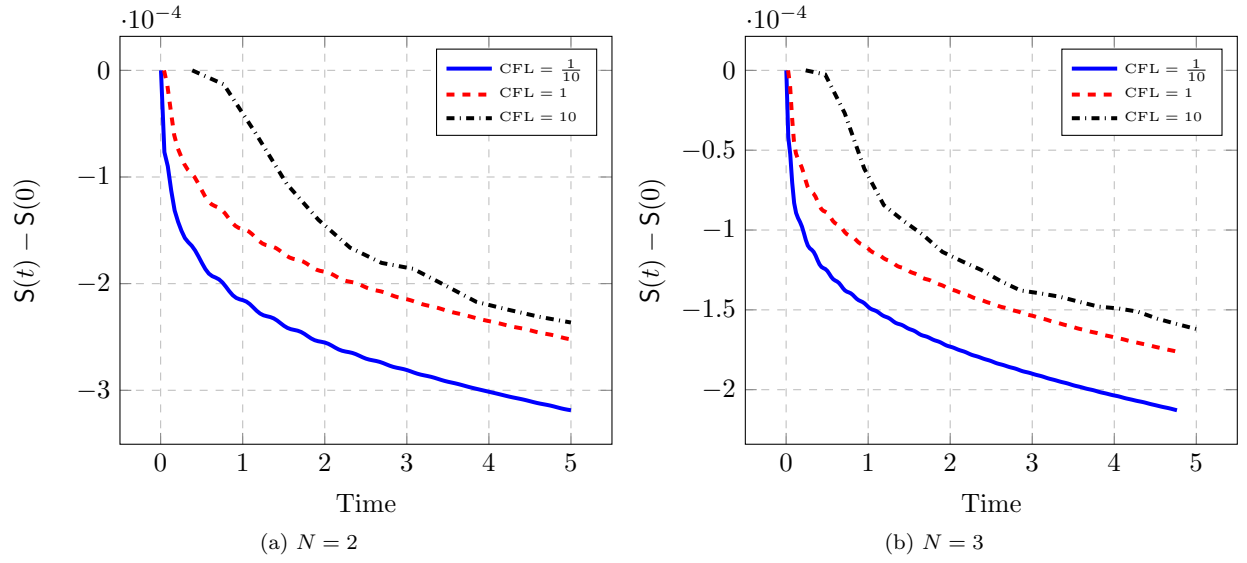 ·10⁻⁴
0
−1
−2
−3
S(t) − S(0)
CFL = 1/10
CFL = 1
CFL = 10
0 1 2 3 4 5
Time
(a) N = 2
·10⁻⁴
0
−0.5
−1
−1.5
−2
S(t) − S(0)
CFL = 1/10
CFL = 1
CFL = 10
0 1 2 3 4 5
Time
(b) N = 3